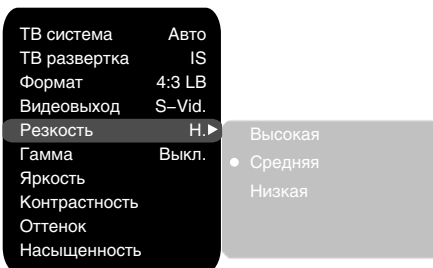 ТВ система Авто
ТВ развертка IS
Формат 4:3 LB
Видеовыход S–Vid.
Резкость Н.
Гамма Выкл.
Яркость
Контрастность
Оттенок
Насыщенность
Высокая
Средняя
Низкая